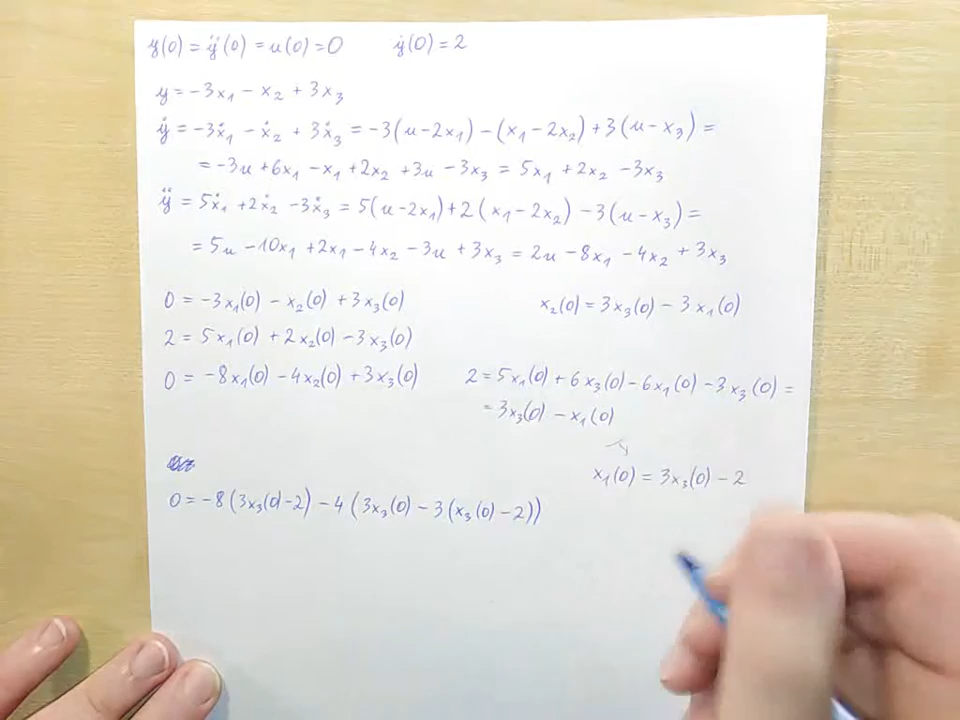 y(0) = ÿ(0) = u(0) = 0 ẏ(0) = 2
y = -3x₁ - x₂ + 3x₃
ẏ = -3ẋ₁ - ẋ₂ + 3ẋ₃ = -3(u-2x₁) - (x₁-2x₂) + 3(u-x₃) =
= -3u + 6x₁ - x₁ + 2x₂ + 3u - 3x₃ = 5x₁ + 2x₂ - 3x₃
ÿ = 5ẋ₁ + 2ẋ₂ - 3ẋ₃ = 5(u-2x₁) + 2(x₁-2x₂) - 3(u-x₃) =
= 5u - 10x₁ + 2x₁ - 4x₂ - 3u + 3x₃ = 2u - 8x₁ - 4x₂ + 3x₃
0 = -3x₁(0) - x₂(0) + 3x₃(0)
2 = 5x₁(0) + 2x₂(0) - 3x₃(0)
0 = -8x₁(0) - 4x₂(0) + 3x₃(0)
x₂(0) = 3x₃(0) - 3x₁(0)
2 = 5x₁(0) + 6x₃(0) - 6x₁(0) - 3x₃(0) =
= 3x₃(0) - x₁(0)
x₁(0) = 3x₃(0) - 2
0 = -8(3x₃(0)-2) - 4(3x₃(0) - 3(x₃(0) - 2))